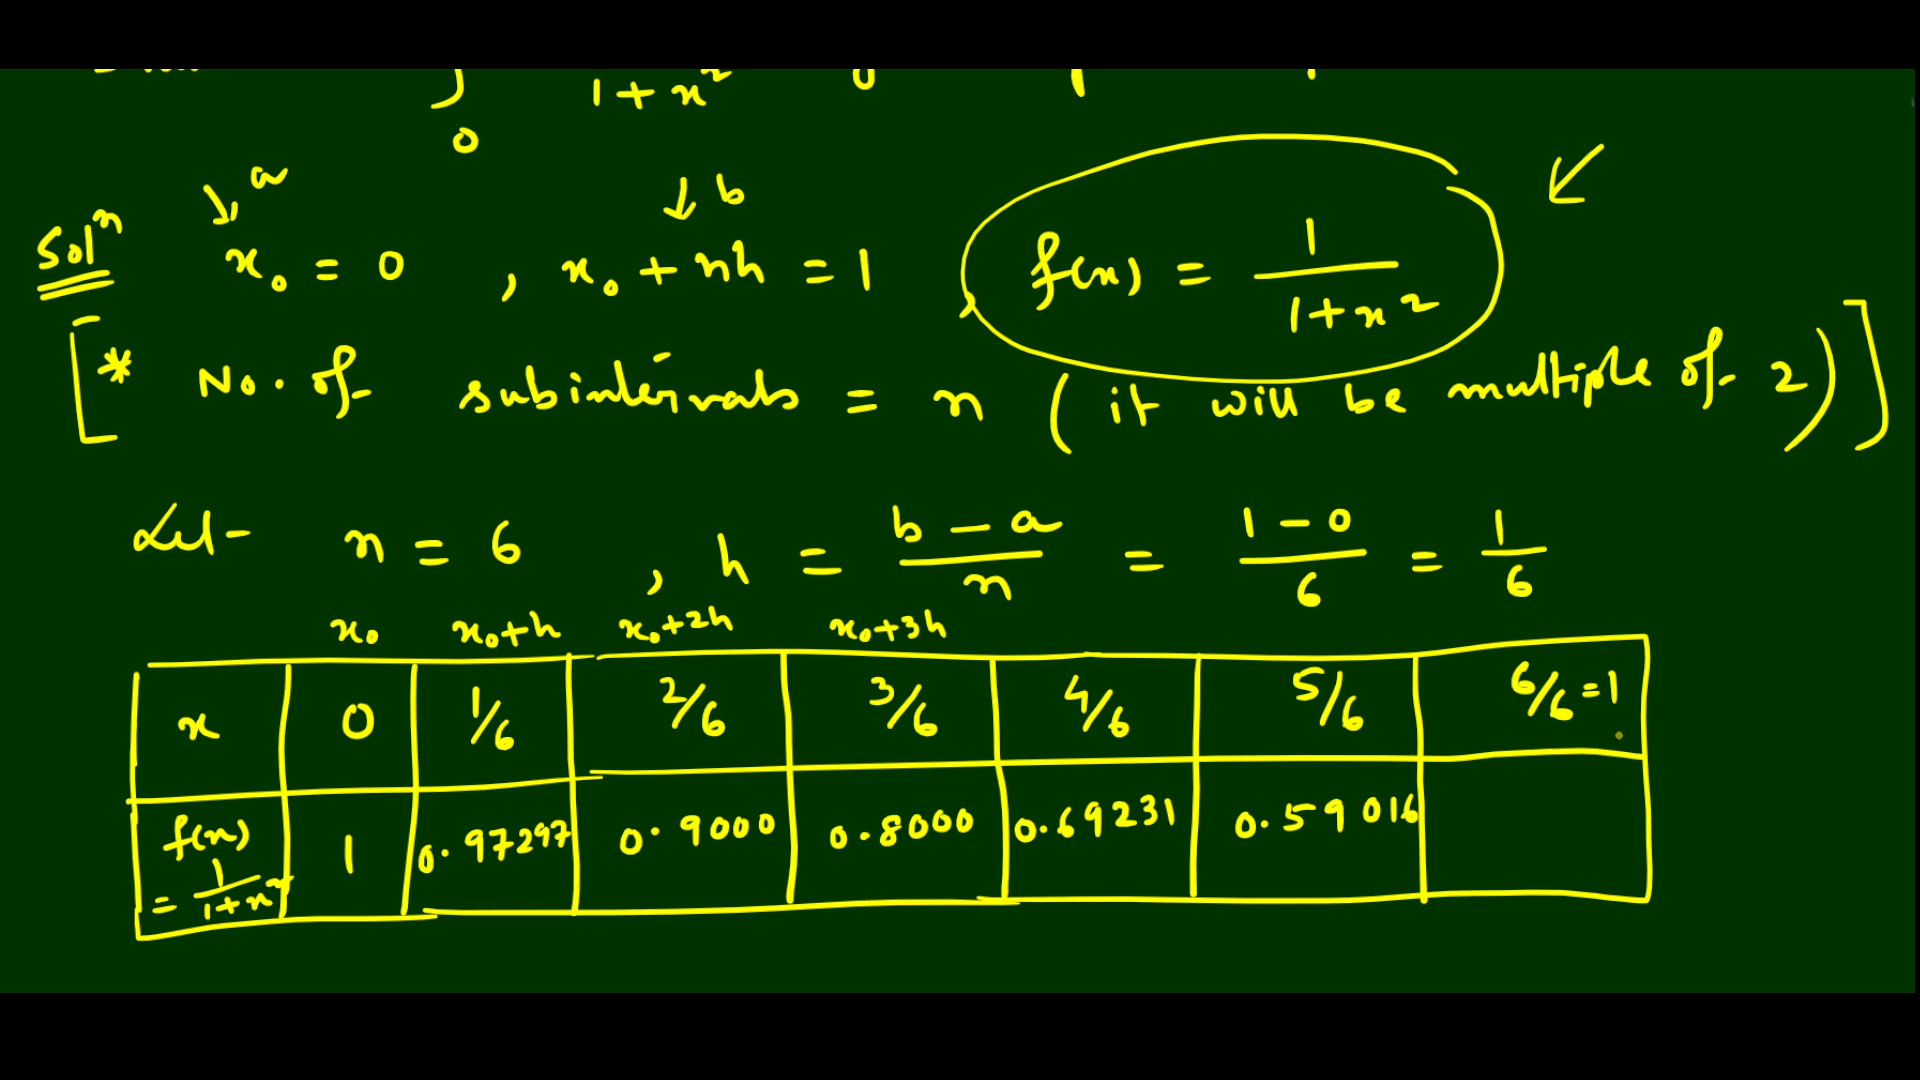 ∫
1 + x²
0
a
b
Solⁿ x₀ = 0 , x₀ + nh = 1 , f(x) = 1/(1+x²)
[* No. of subintervals = n (it will be multiple of 2)]
Let n = 6 , h = (b - a)/n = (1 - 0)/6 = 1/6
x₀ x₀+h x₀+2h x₀+3h
x 0 1/6 2/6 3/6 4/6 5/6 6/6 = 1
f(x) = 1/(1+x²) 1 0.97297 0.9000 0.8000 0.69231 0.59016